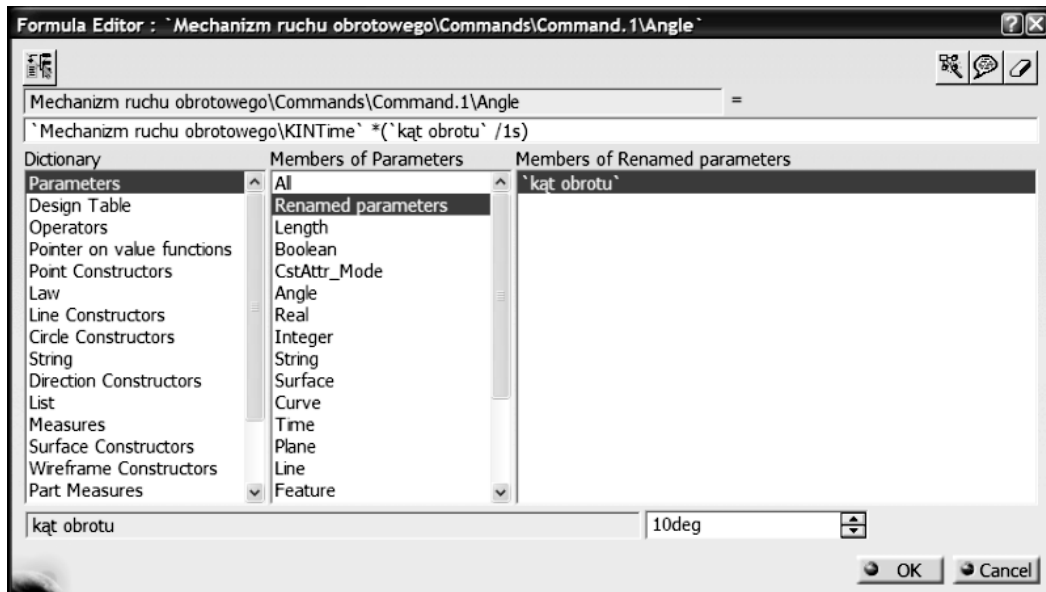 Formula Editor : `Mechanizm ruchu obrotowego\Commands\Command.1\Angle`
Mechanizm ruchu obrotowego\Commands\Command.1\Angle =
`Mechanizm ruchu obrotowego\KINTime` *(`kąt obrotu` /1s)
Dictionary
Parameters
Design Table
Operators
Pointer on value functions
Point Constructors
Law
Line Constructors
Circle Constructors
String
Direction Constructors
List
Measures
Surface Constructors
Wireframe Constructors
Part Measures
Members of Parameters
All
Renamed parameters
Length
Boolean
CstAttr_Mode
Angle
Real
Integer
String
Surface
Curve
Time
Plane
Line
Feature
Members of Renamed parameters
`kąt obrotu`
kąt obrotu
10deg
OK
Cancel